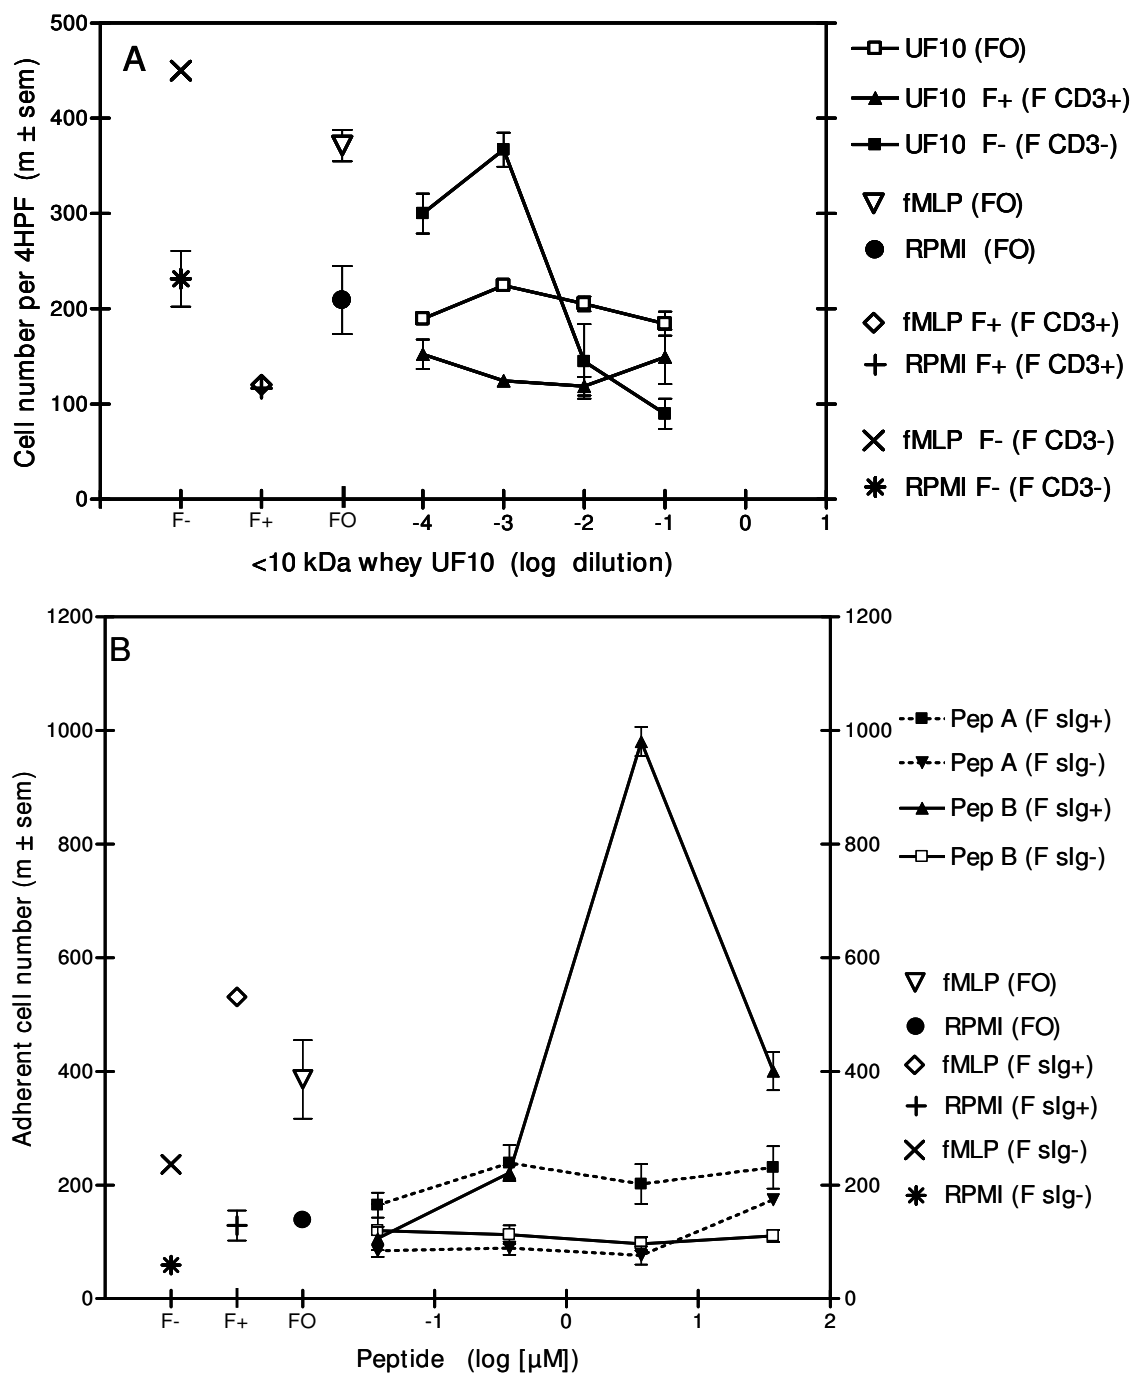 A
500
400
300
200
100
0
Cell number per 4HPF (m ± sem)
F-
F+
FO
-4
-3
-2
-1
0
1
<10 kDa whey UF10 (log dilution)
UF10 (FO)
UF10 F+ (F CD3+)
UF10 F- (F CD3-)
fMLP (FO)
RPMI (FO)
fMLP F+ (F CD3+)
RPMI F+ (F CD3+)
fMLP F- (F CD3-)
RPMI F- (F CD3-)
B
1200
1000
800
600
400
200
0
Adherent cell number (m ± sem)
F-
F+
FO
-1
0
1
2
Peptide (log [µM])
1200
1000
800
600
400
200
0
Pep A (F sIg+)
Pep A (F sIg-)
Pep B (F sIg+)
Pep B (F sIg-)
fMLP (FO)
RPMI (FO)
fMLP (F sIg+)
RPMI (F sIg+)
fMLP (F sIg-)
RPMI (F sIg-)